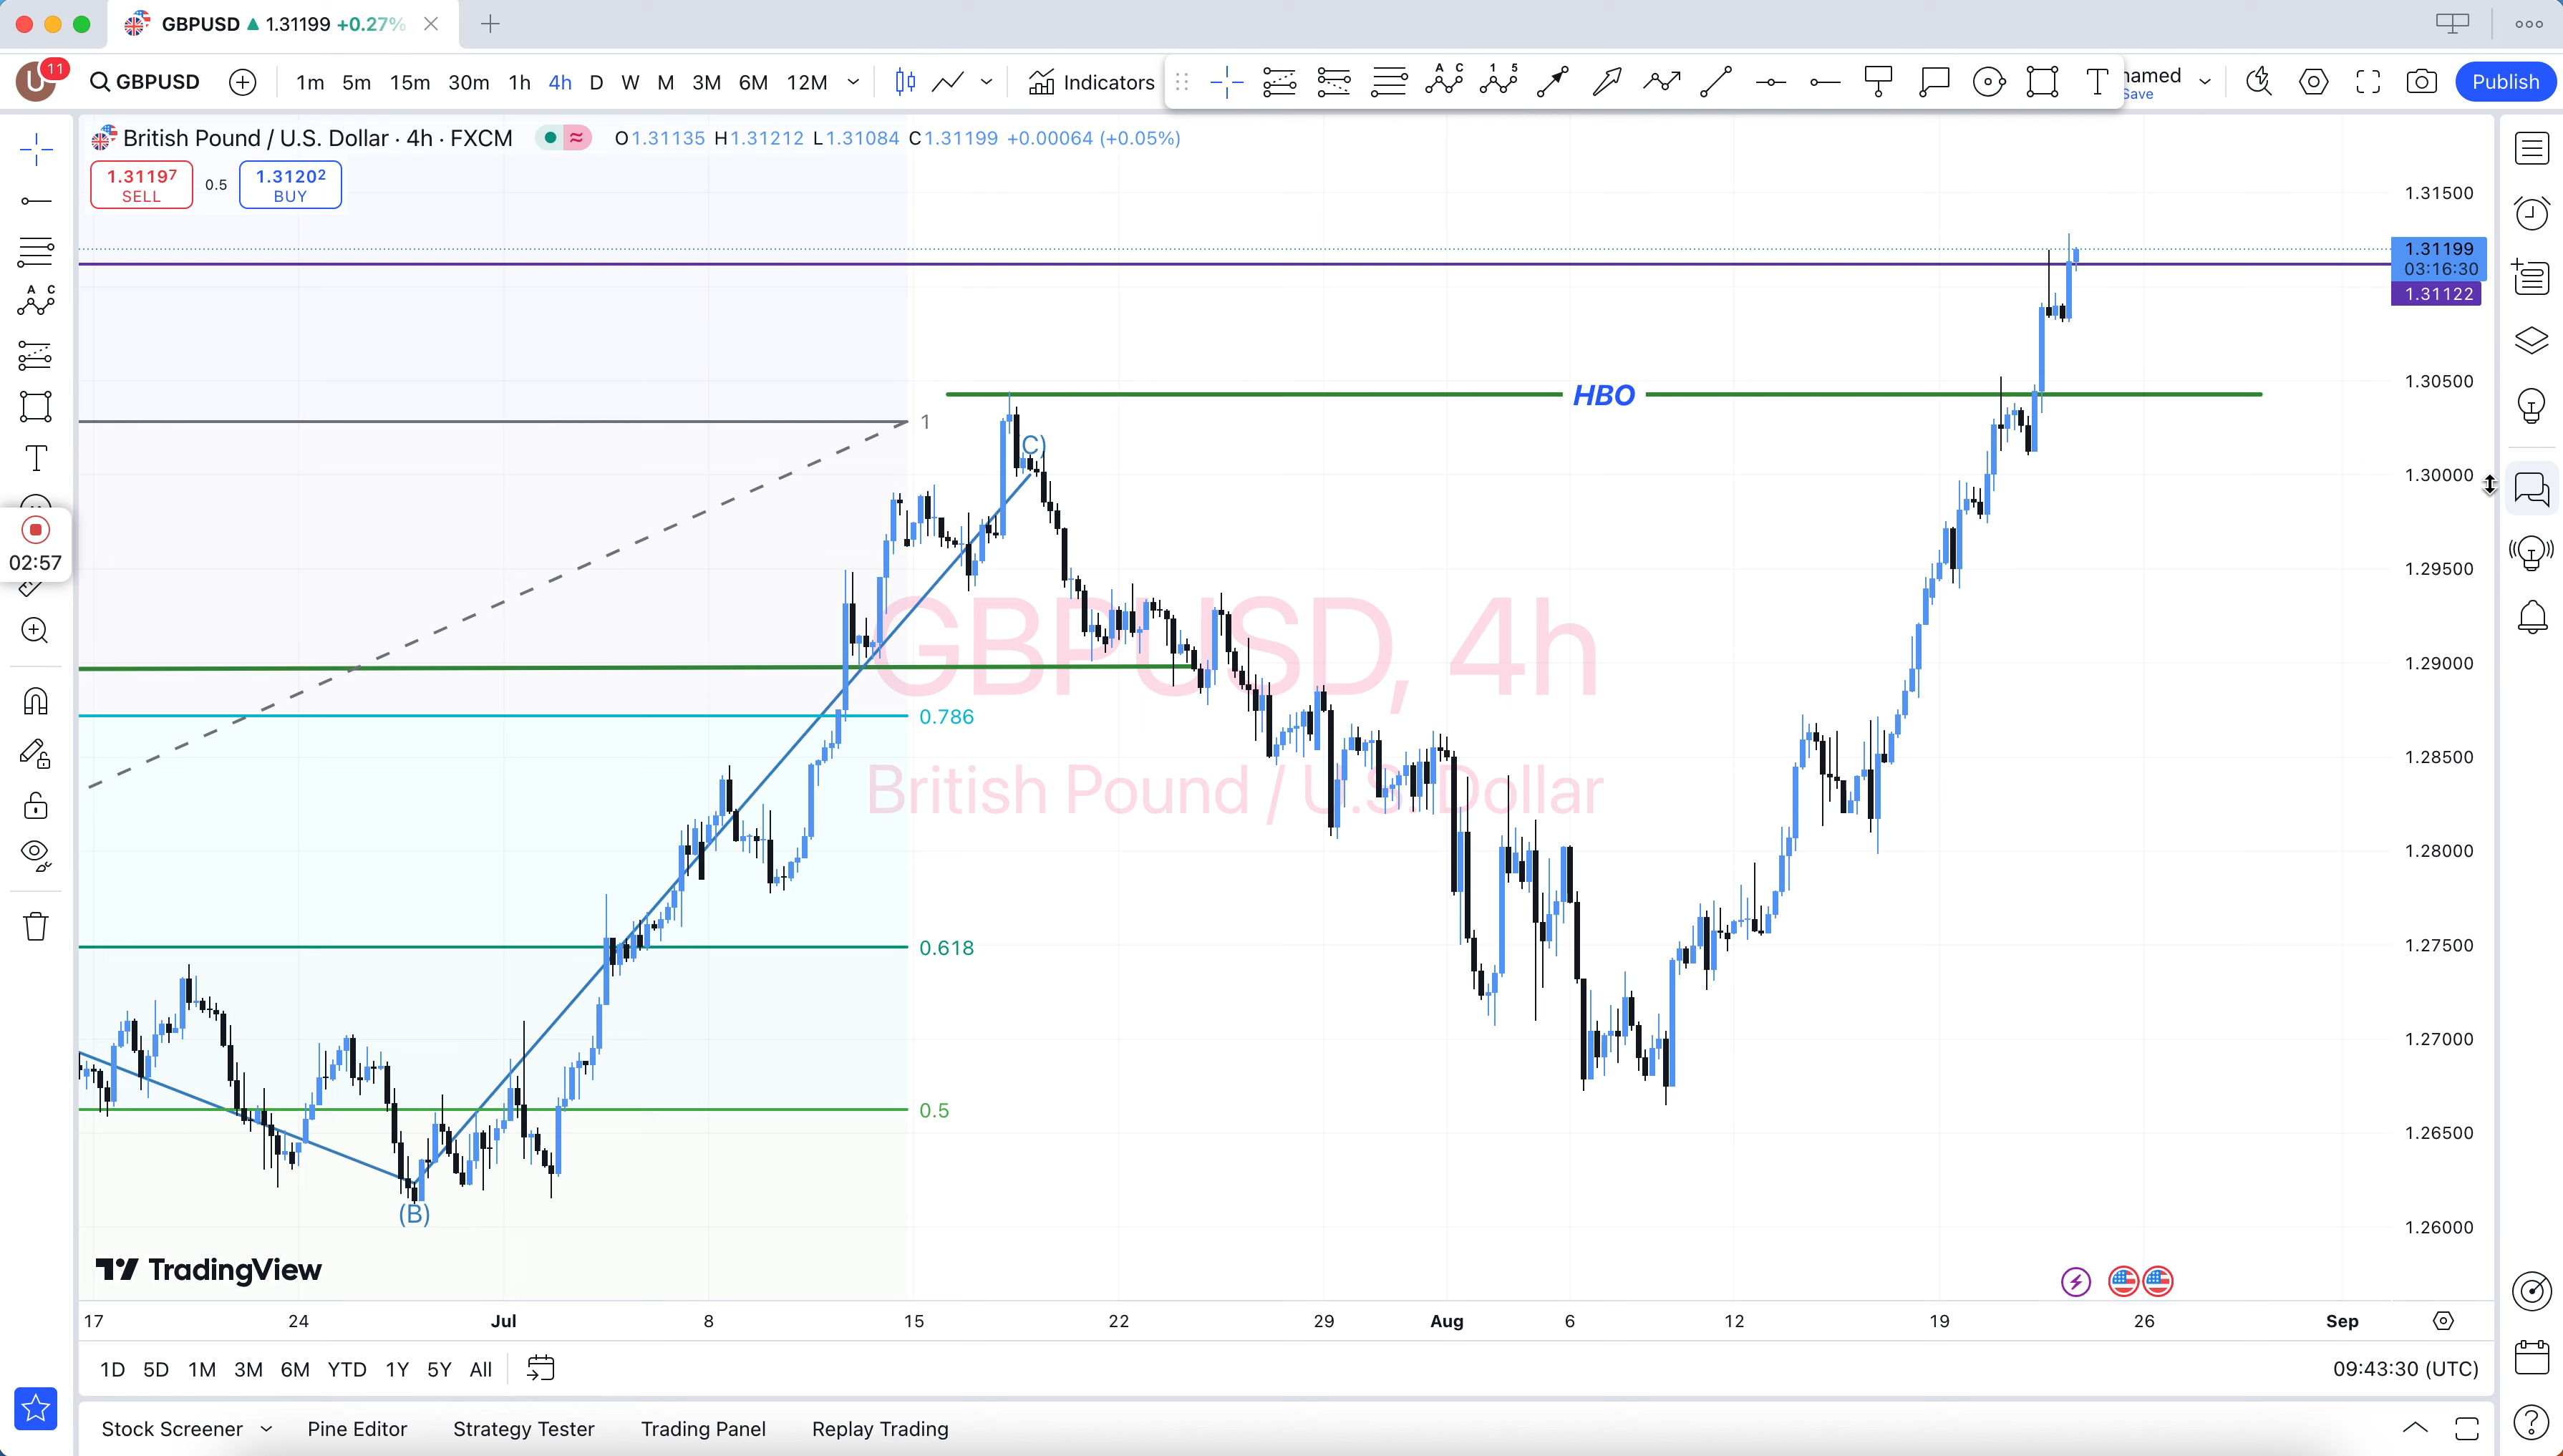 GBPUSD ▲ 1.31199 +0.27%
U 11 GBPUSD 1m 5m 15m 30m 1h 4h D W M 3M 6M 12M Indicators A C 1 5 T named Save Publish
British Pound / U.S. Dollar · 4h · FXCM O1.31135 H1.31212 L1.31084 C1.31199 +0.00064 (+0.05%)
1.31197 SELL 0.5 1.31202 BUY
1.31500
1.31199
03:16:30
1.31122
1.30500
HBO
1
(C)
1.30000
02:57
1.29500
GBPUSD, 4h
1.29000
0.786
1.28500
British Pound / U.S. Dollar
1.28000
0.618
1.27500
1.27000
0.5
1.26500
(B)
1.26000
TradingView
17 24 Jul 8 15 22 29 Aug 6 12 19 26 Sep
1D 5D 1M 3M 6M YTD 1Y 5Y All 09:43:30 (UTC)
Stock Screener Pine Editor Strategy Tester Trading Panel Replay Trading